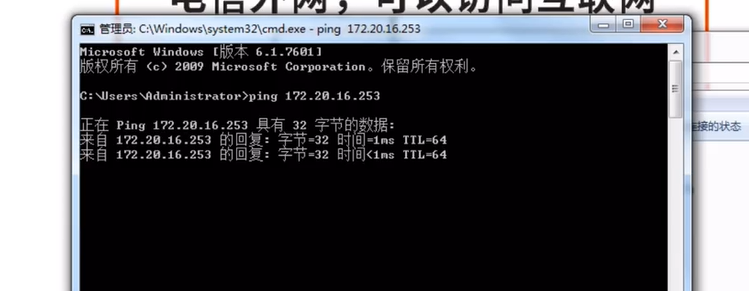 电信外网，可以访问互联网
管理员: C:\Windows\system32\cmd.exe - ping 172.20.16.253
Microsoft Windows [版本 6.1.7601]
版权所有 (c) 2009 Microsoft Corporation。保留所有权利。
C:\Users\Administrator>ping 172.20.16.253
正在 Ping 172.20.16.253 具有 32 字节的数据:
来自 172.20.16.253 的回复: 字节=32 时间=1ms TTL=64
来自 172.20.16.253 的回复: 字节=32 时间<1ms TTL=64
连接的状态